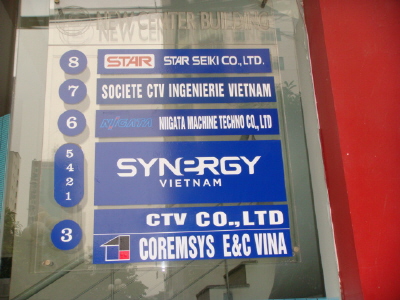 NEW CENTER BUILDING
8 STAR STAR SEIKI CO., LTD.
7 SOCIETE CTV INGENIERIE VIETNAM
6 NIIGATA NIIGATA MACHINE TECHNO CO., LTD
5 4 2 1 SYNERGY
VIETNAM
3 CTV CO.,LTD
COREMSYS E&C VINA